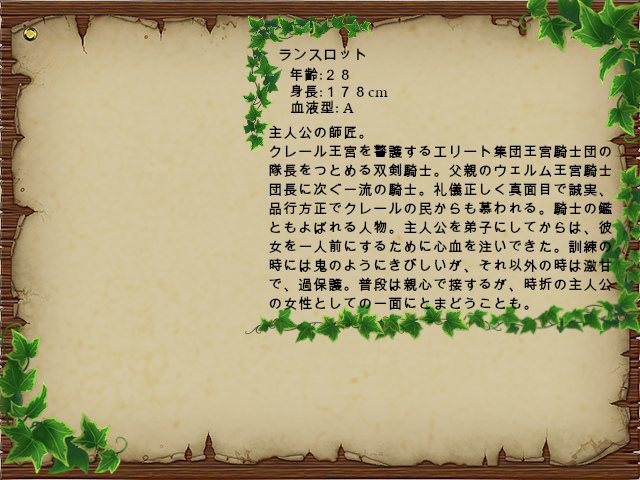 ランスロット
年齢:２８
身長:１７８cm
血液型:A
主人公の師匠。
クレール王宮を警護するエリート集団王宮騎士団の
隊長をつとめる双剣騎士。父親のウェルム王宮騎士
団長に次ぐ一流の騎士。礼儀正しく真面目で誠実、
品行方正でクレールの民からも慕われる。騎士の鑑
ともよばれる人物。主人公を弟子にしてからは、彼
女を一人前にするために心血を注いできた。訓練の
時には鬼のようにきびしいが、それ以外の時は激甘
で、過保護。普段は親心で接するが、時折の主人公
の女性としての一面にとまどうことも。